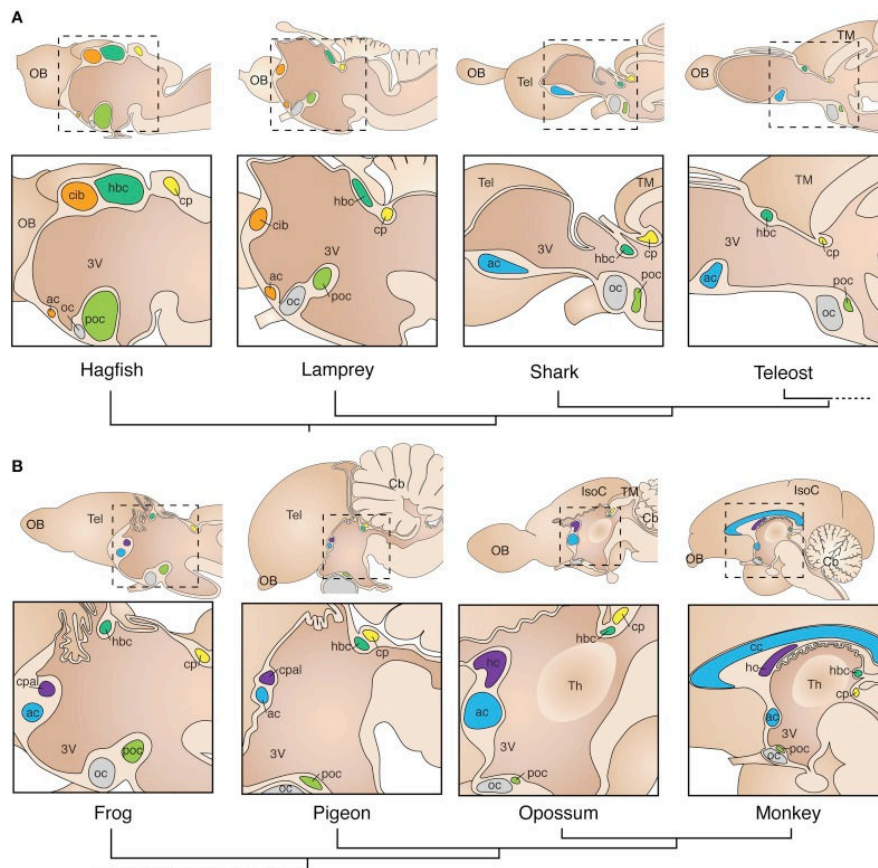 A
OB
OB
OB
Tel
OB
TM
OB
cib
hbc
cp
3V
ac
oc
poc
cib
hbc
cp
3V
ac
oc
poc
Tel
TM
3V
hbc
cp
ac
oc
poc
TM
hbc
3V
cp
ac
poc
oc
Hagfish
Lamprey
Shark
Teleost
B
OB
Tel
Tel
Cb
OB
IsoC
TM
Cb
OB
IsoC
OB
Cb
hbc
cp
cpal
ac
3V
poc
oc
hbc
cp
cpal
ac
3V
poc
oc
cp
hbc
hc
Th
ac
3V
poc
oc
cc
hc
hbc
Th
cp
ac
3V
poc
oc
Frog
Pigeon
Opossum
Monkey